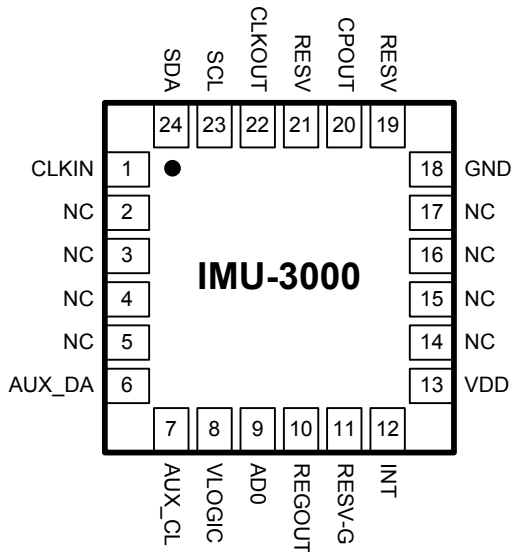 SDA
SCL
CLKOUT
RESV
CPOUT
RESV
24
23
22
21
20
19
CLKIN 1
18 GND
NC 2
17 NC
NC 3
16 NC
IMU-3000
NC 4
15 NC
NC 5
14 NC
AUX_DA 6
13 VDD
7
8
9
10
11
12
AUX_CL
VLOGIC
AD0
REGOUT
RESV-G
INT